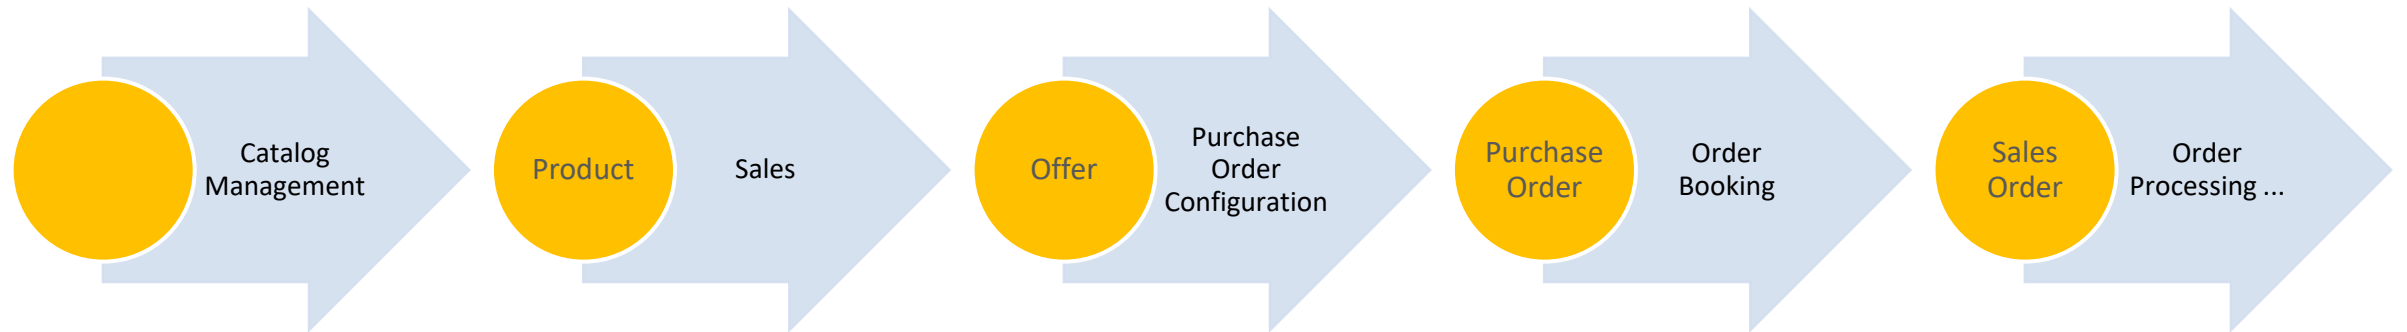 Catalog
Management
Product
Sales
Offer
Purchase
Order
Configuration
Purchase
Order
Order
Booking
Sales
Order
Order
Processing ...